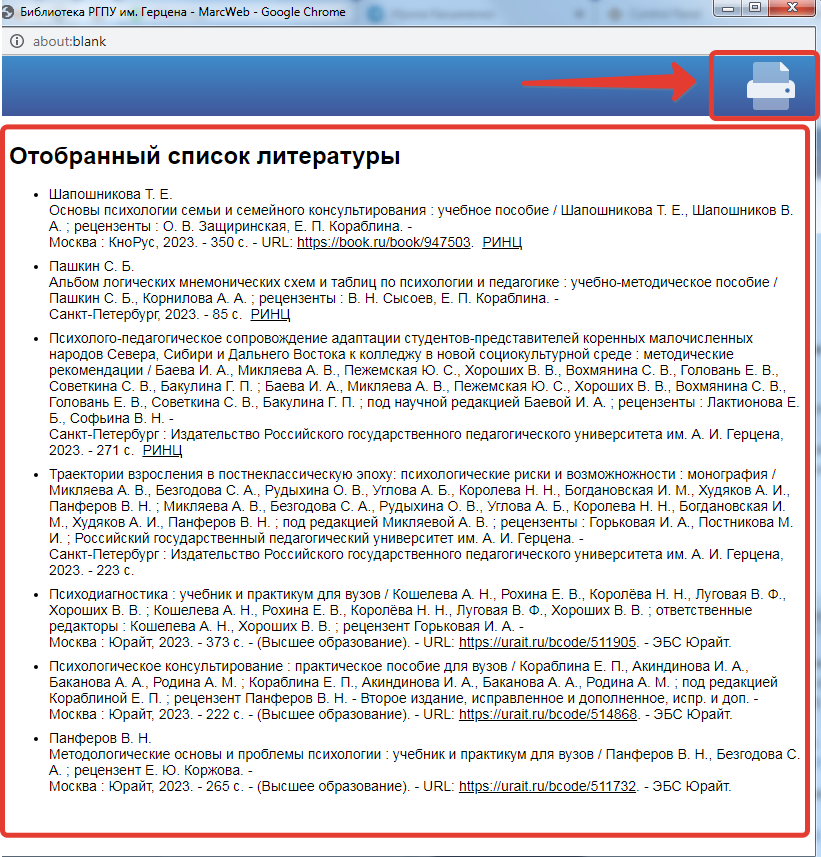 Библиотека РГПУ им. Герцена - MarcWeb - Google Chrome
about:blank
Отобранный список литературы
• Шапошникова Т. Е.
Основы психологии семьи и семейного консультирования : учебное пособие / Шапошникова Т. Е., Шапошников В.
А. ; рецензенты : О. В. Защиринская, Е. П. Кораблина. -
Москва : КноРус, 2023. - 350 с. - URL: https://book.ru/book/947503. РИНЦ
• Пашкин С. Б.
Альбом логических мнемонических схем и таблиц по психологии и педагогике : учебно-методическое пособие /
Пашкин С. Б., Корнилова А. А. ; рецензенты : В. Н. Сысоев, Е. П. Кораблина. -
Санкт-Петербург, 2023. - 85 с. РИНЦ
• Психолого-педагогическое сопровождение адаптации студентов-представителей коренных малочисленных
народов Севера, Сибири и Дальнего Востока к колледжу в новой социокультурной среде : методические
рекомендации / Баева И. А., Микляева А. В., Пежемская Ю. С., Хороших В. В., Вохмянина С. В., Головань Е. В.,
Советкина С. В., Бакулина Г. П. ; Баева И. А., Микляева А. В., Пежемская Ю. С., Хороших В. В., Вохмянина С. В.,
Головань Е. В., Советкина С. В., Бакулина Г. П. ; под научной редакцией Баевой И. А. ; рецензенты : Лактионова Е.
Б., Софьина В. Н. -
Санкт-Петербург : Издательство Российского государственного педагогического университета им. А. И. Герцена,
2023. - 271 с. РИНЦ
• Траектории взросления в постнеклассическую эпоху: психологические риски и возможножности : монография /
Микляева А. В., Безгодова С. А., Рудыхина О. В., Углова А. Б., Королева Н. Н., Богдановская И. М., Худяков А. И.,
Панферов В. Н. ; Микляева А. В., Безгодова С. А., Рудыхина О. В., Углова А. Б., Королева Н. Н., Богдановская И.
М., Худяков А. И., Панферов В. Н. ; под редакцией Микляевой А. В. ; рецензенты : Горьковая И. А., Постникова М.
И. ; Российский государственный педагогический университет им. А. И. Герцена. -
Санкт-Петербург : Издательство Российского государственного педагогического университета им. А. И. Герцена,
2023. - 223 с.
• Психодиагностика : учебник и практикум для вузов / Кошелева А. Н., Рохина Е. В., Королёва Н. Н., Луговая В. Ф.,
Хороших В. В. ; Кошелева А. Н., Рохина Е. В., Королёва Н. Н., Луговая В. Ф., Хороших В. В. ; ответственные
редакторы : Кошелева А. Н., Хороших В. В. ; рецензент Горьковая И. А. -
Москва : Юрайт, 2023. - 373 с. - (Высшее образование). - URL: https://urait.ru/bcode/511905. - ЭБС Юрайт.
• Психологическое консультирование : практическое пособие для вузов / Кораблина Е. П., Акиндинова И. А.,
Баканова А. А., Родина А. М. ; Кораблина Е. П., Акиндинова И. А., Баканова А. А., Родина А. М. ; под редакцией
Кораблиной Е. П. ; рецензент Панферов В. Н. - Второе издание, исправленное и дополненное, испр. и доп. -
Москва : Юрайт, 2023. - 222 с. - (Высшее образование). - URL: https://urait.ru/bcode/514868. - ЭБС Юрайт.
• Панферов В. Н.
Методологические основы и проблемы психологии : учебник и практикум для вузов / Панферов В. Н., Безгодова С.
А. ; рецензент Е. Ю. Коржова. -
Москва : Юрайт, 2023. - 265 с. - (Высшее образование). - URL: https://urait.ru/bcode/511732. - ЭБС Юрайт.